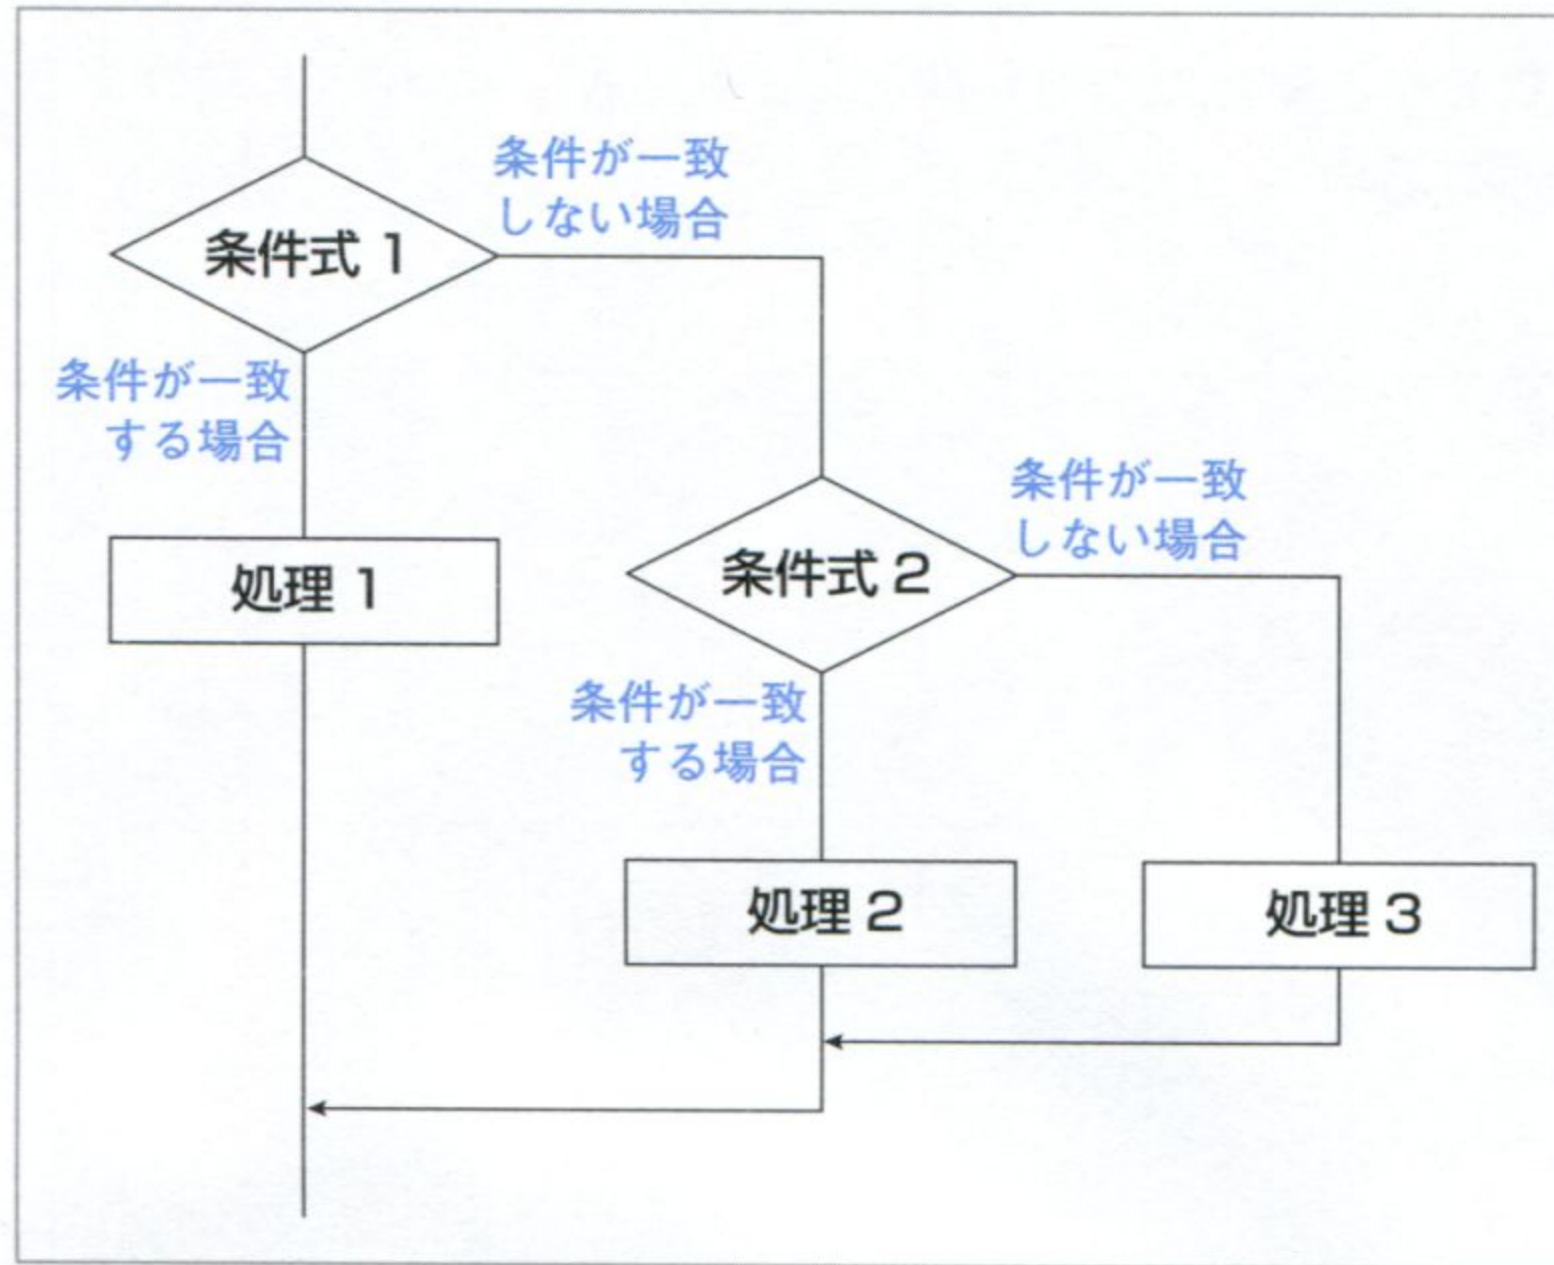 条件が一致
しない場合
条件式 1
条件が一致
する場合
処理 1
条件が一致
しない場合
条件式 2
条件が一致
する場合
処理 2
処理 3